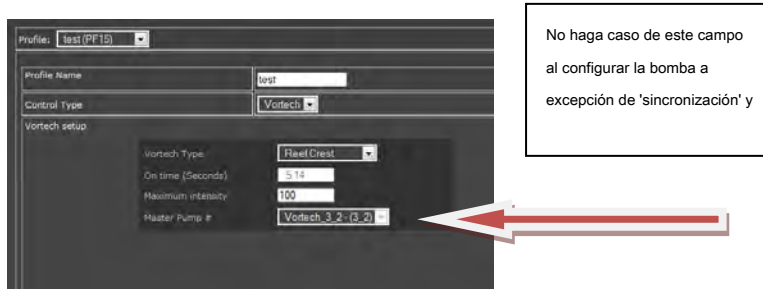 Profile: test (PF15)
Profile Name test
Control Type Vortech
Vortech setup
Vortech Type ReefCrest
On time (Seconds) 5.14
Maximum intensity 100
Master Pump # Vortech_3_2-(3_2)
No haga caso de este campo
al configurar la bomba a
excepción de 'sincronización' y